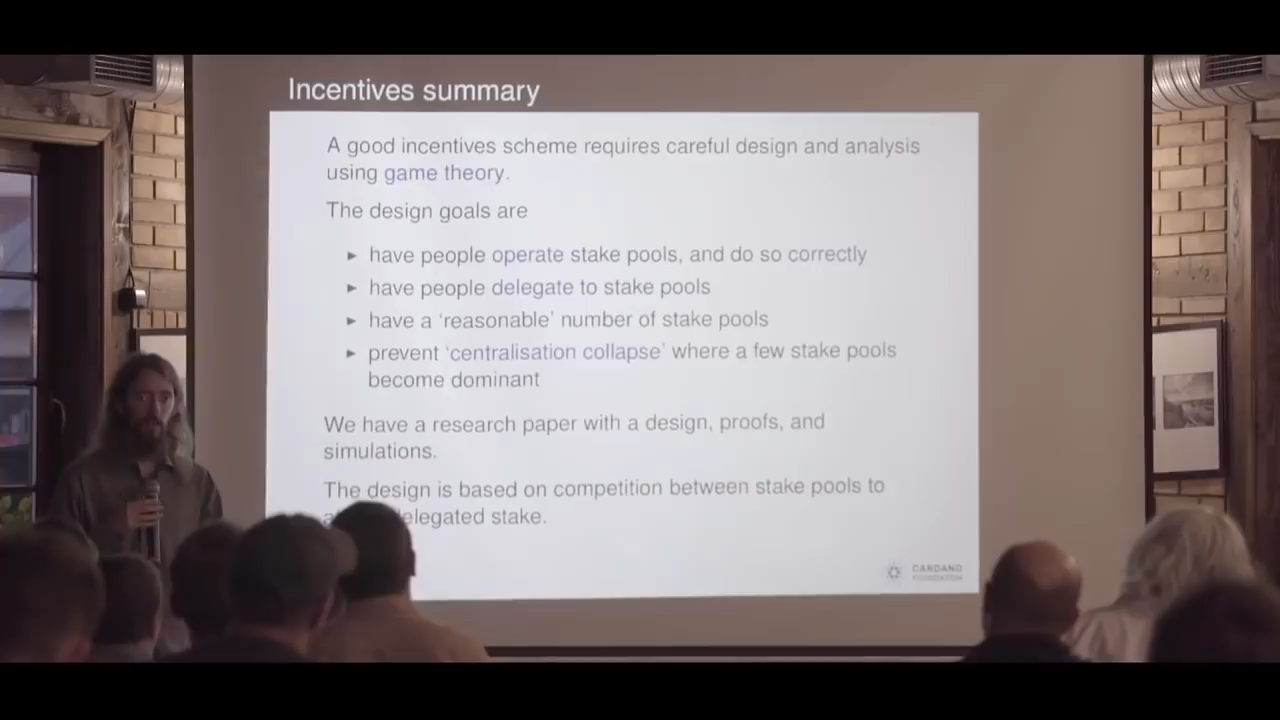 Incentives summary
A good incentives scheme requires careful design and analysis
using game theory.
The design goals are
▸ have people operate stake pools, and do so correctly
▸ have people delegate to stake pools
▸ have a ‘reasonable’ number of stake pools
▸ prevent ‘centralisation collapse’ where a few stake pools
become dominant
We have a research paper with a design, proofs, and
simulations.
The design is based on competition between stake pools to
stake.
CARDANO
FOUNDATION